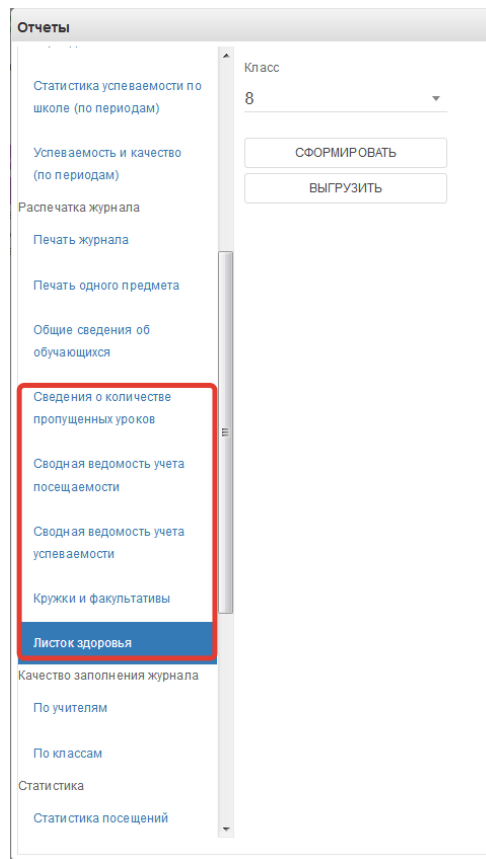 Отчеты
Статистика успеваемости по
школе (по периодам)
Успеваемость и качество
(по периодам)
Распечатка журнала
Печать журнала
Печать одного предмета
Общие сведения об
обучающихся
Сведения о количестве
пропущенных уроков
Сводная ведомость учета
посещаемости
Сводная ведомость учета
успеваемости
Кружки и факультативы
Листок здоровья
Качество заполнения журнала
По учителям
По классам
Статистика
Статистика посещений
Класс
8
СФОРМИРОВАТЬ
ВЫГРУЗИТЬ